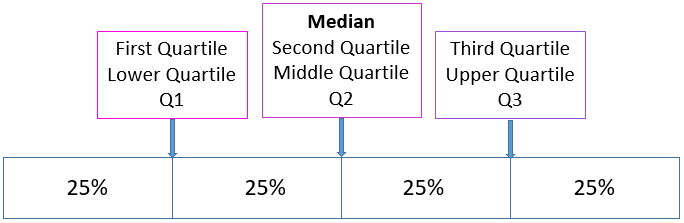 First Quartile
Lower Quartile
Q1
Median
Second Quartile
Middle Quartile
Q2
Third Quartile
Upper Quartile
Q3
25%
25%
25%
25%